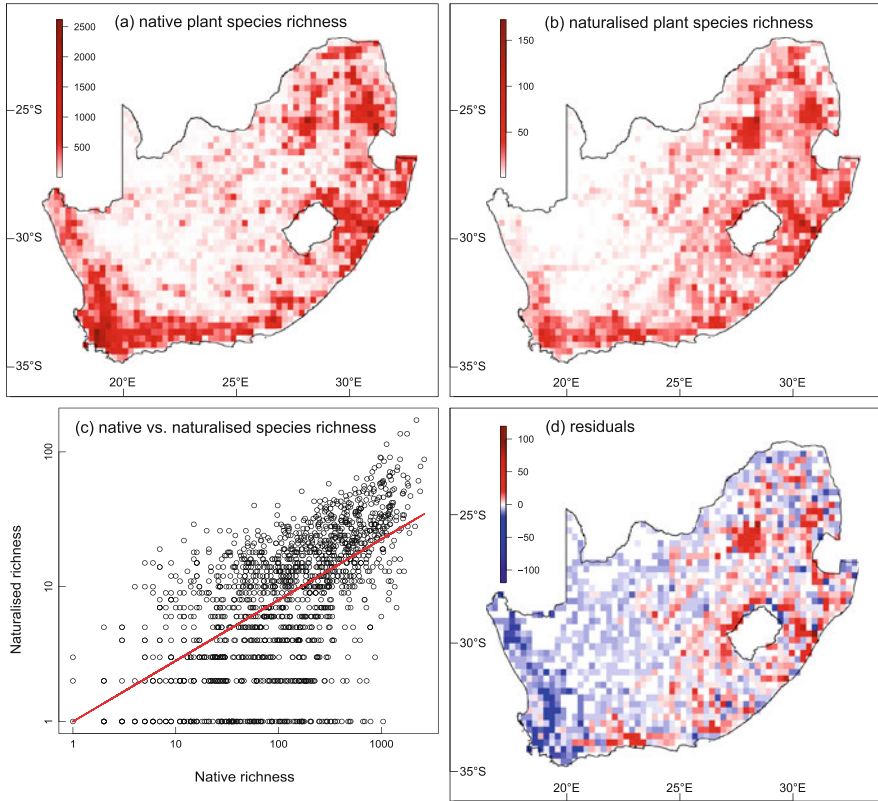 (a) native plant species richness
2500
2000
1500
1000
500
25°S
30°S
35°S
20°E
25°E
30°E
(b) naturalised plant species richness
150
100
50
25°S
30°S
35°S
20°E
25°E
30°E
(c) native vs. naturalised species richness
Naturalised richness
100
10
1
1
10
100
1000
Native richness
(d) residuals
100
50
0
−50
−100
25°S
30°S
35°S
20°E
25°E
30°E